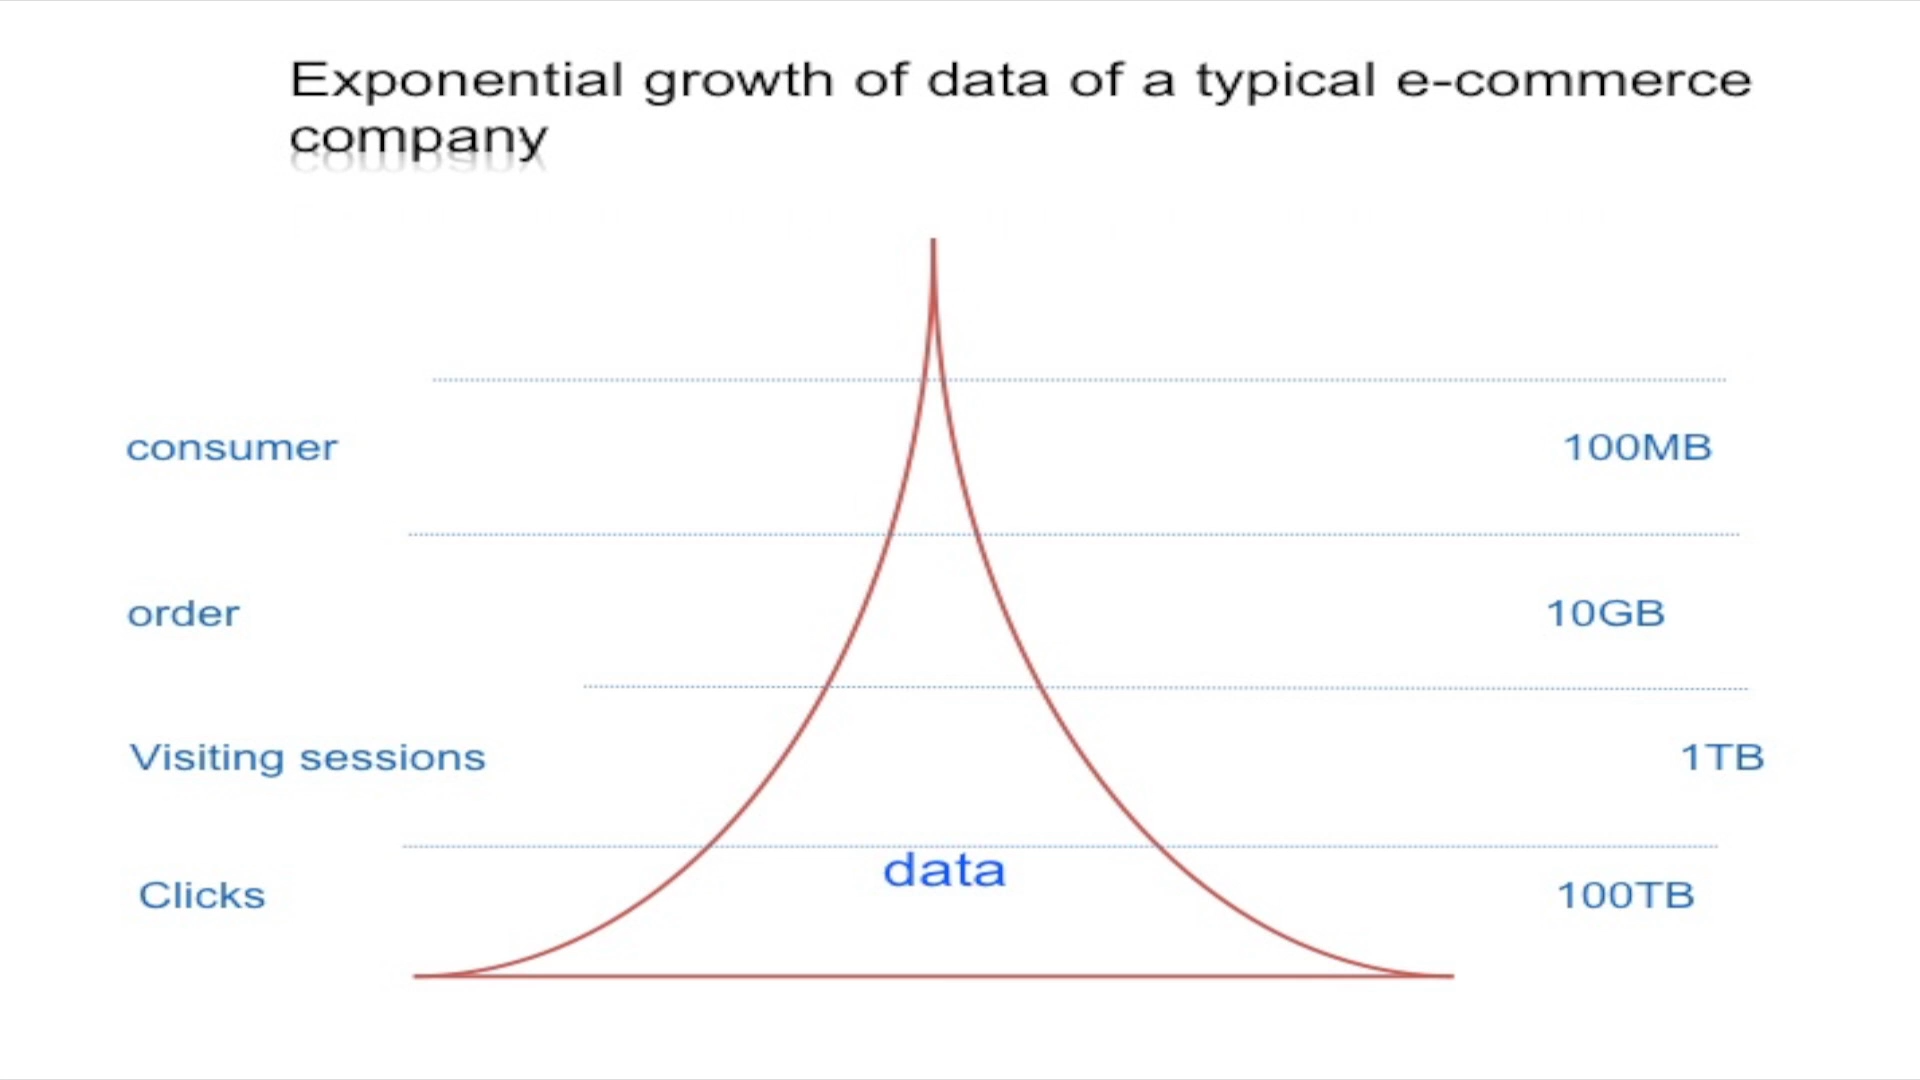 Exponential growth of data of a typical e-commerce
company
consumer 100MB
order 10GB
Visiting sessions 1TB
data
Clicks 100TB